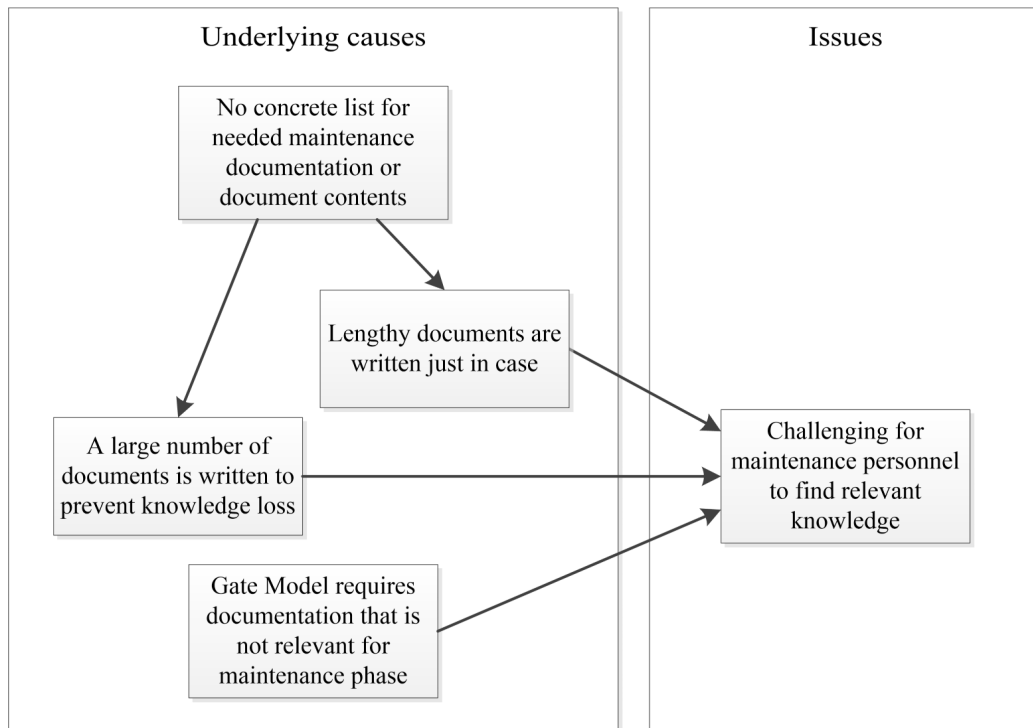 Underlying causes
No concrete list for
needed maintenance
documentation or
document contents
Lengthy documents are
written just in case
A large number of
documents is written to
prevent knowledge loss
Gate Model requires
documentation that is
not relevant for
maintenance phase
Issues
Challenging for
maintenance personnel
to find relevant
knowledge